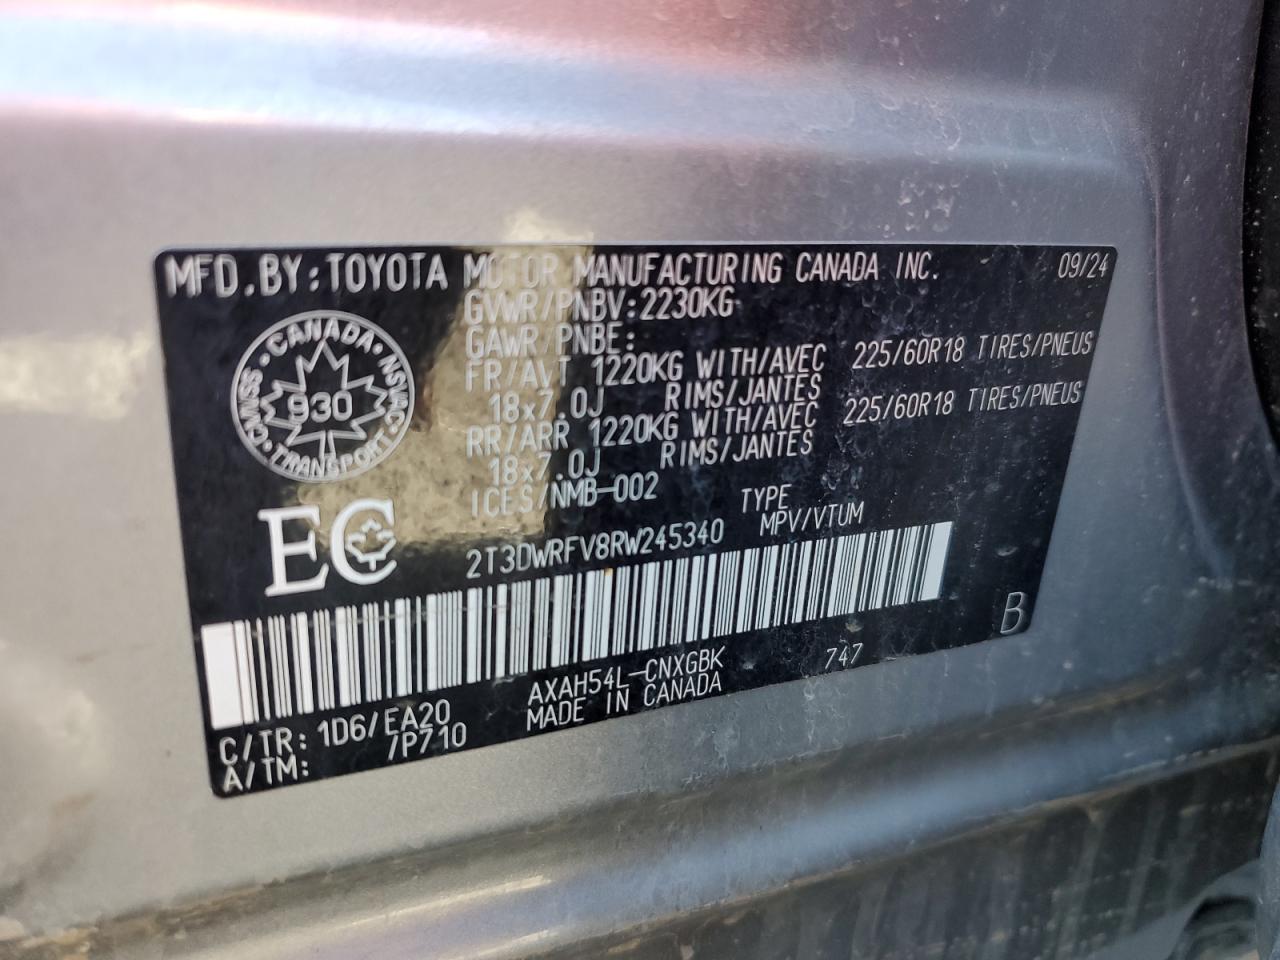 MFD.BY:TOYOTA MOTOR MANUFACTURING CANADA INC. 09/24
GVWR/PNBV:2230KG
GAWR/PNBE:
FR/AVT 1220KG WITH/AVEC 225/60R18 TIRES/PNEUS
18x7.0J RIMS/JANTES
RR/ARR 1220KG WITH/AVEC 225/60R18 TIRES/PNEUS
18x7.0J RIMS/JANTES
ICES/NMB-002
CANADA • NSVAC • TRANSPORT • CMVSS •
930
EC
TYPE
2T3DWRFV8RW245340 MPV/VTUM
B
AXAH54L-CNXGBK 747
C/TR: 1D6/EA20 MADE IN CANADA
A/TM: /P710